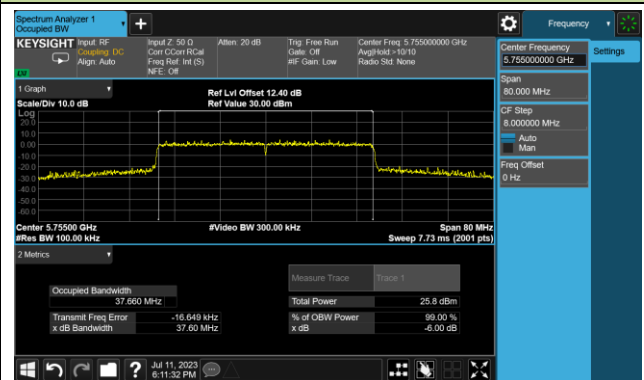 Spectrum Analyzer 1
Occupied BW
Frequency
KEYSIGHT
Input: RF
Coupling: DC
Align: Auto
Input Z: 50 Ω
Corr CCorr RCal
Freq Ref: Int (S)
NFE: Off
Atten: 20 dB
Trig: Free Run
Gate: Off
#IF Gain: Low
Center Freq: 5.755000000 GHz
Avg|Hold:>10/10
Radio Std: None
Center Frequency
5.755000000 GHz
Settings
Span
80.000 MHz
CF Step
8.000000 MHz
Auto
Man
Freq Offset
0 Hz
1 Graph
Scale/Div 10.0 dB
Ref Lvl Offset 12.40 dB
Ref Value 30.00 dBm
Log
20.0
10.0
0.00
-10.0
-20.0
-30.0
-40.0
-50.0
-60.0
Center 5.75500 GHz
#Res BW 100.00 kHz
#Video BW 300.00 kHz
Span 80 MHz
Sweep 7.73 ms (2001 pts)
2 Metrics
Measure Trace
Trace 1
Occupied Bandwidth
37.660 MHz
Total Power
25.8 dBm
Transmit Freq Error
-16.649 kHz
% of OBW Power
99.00 %
x dB Bandwidth
37.60 MHz
x dB
-6.00 dB
?
Jul 11, 2023
6:11:32 PM